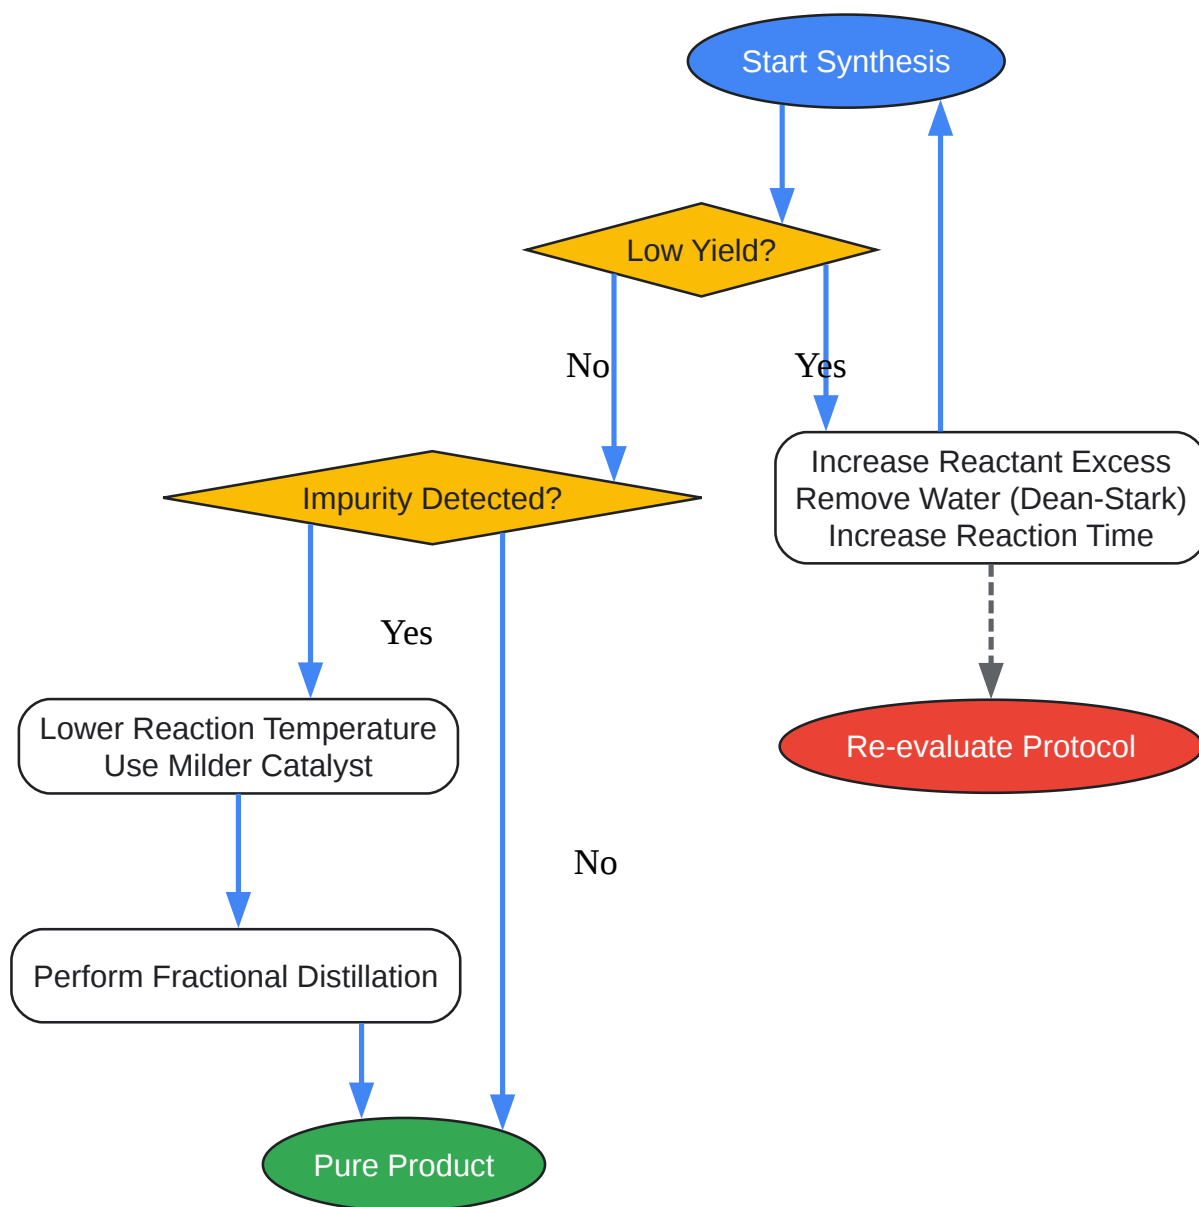 Start Synthesis
Low Yield?
No
Yes
Increase Reactant Excess
Remove Water (Dean-Stark)
Increase Reaction Time
Impurity Detected?
Yes
Lower Reaction Temperature
Use Milder Catalyst
Re-evaluate Protocol
No
Perform Fractional Distillation
Pure Product